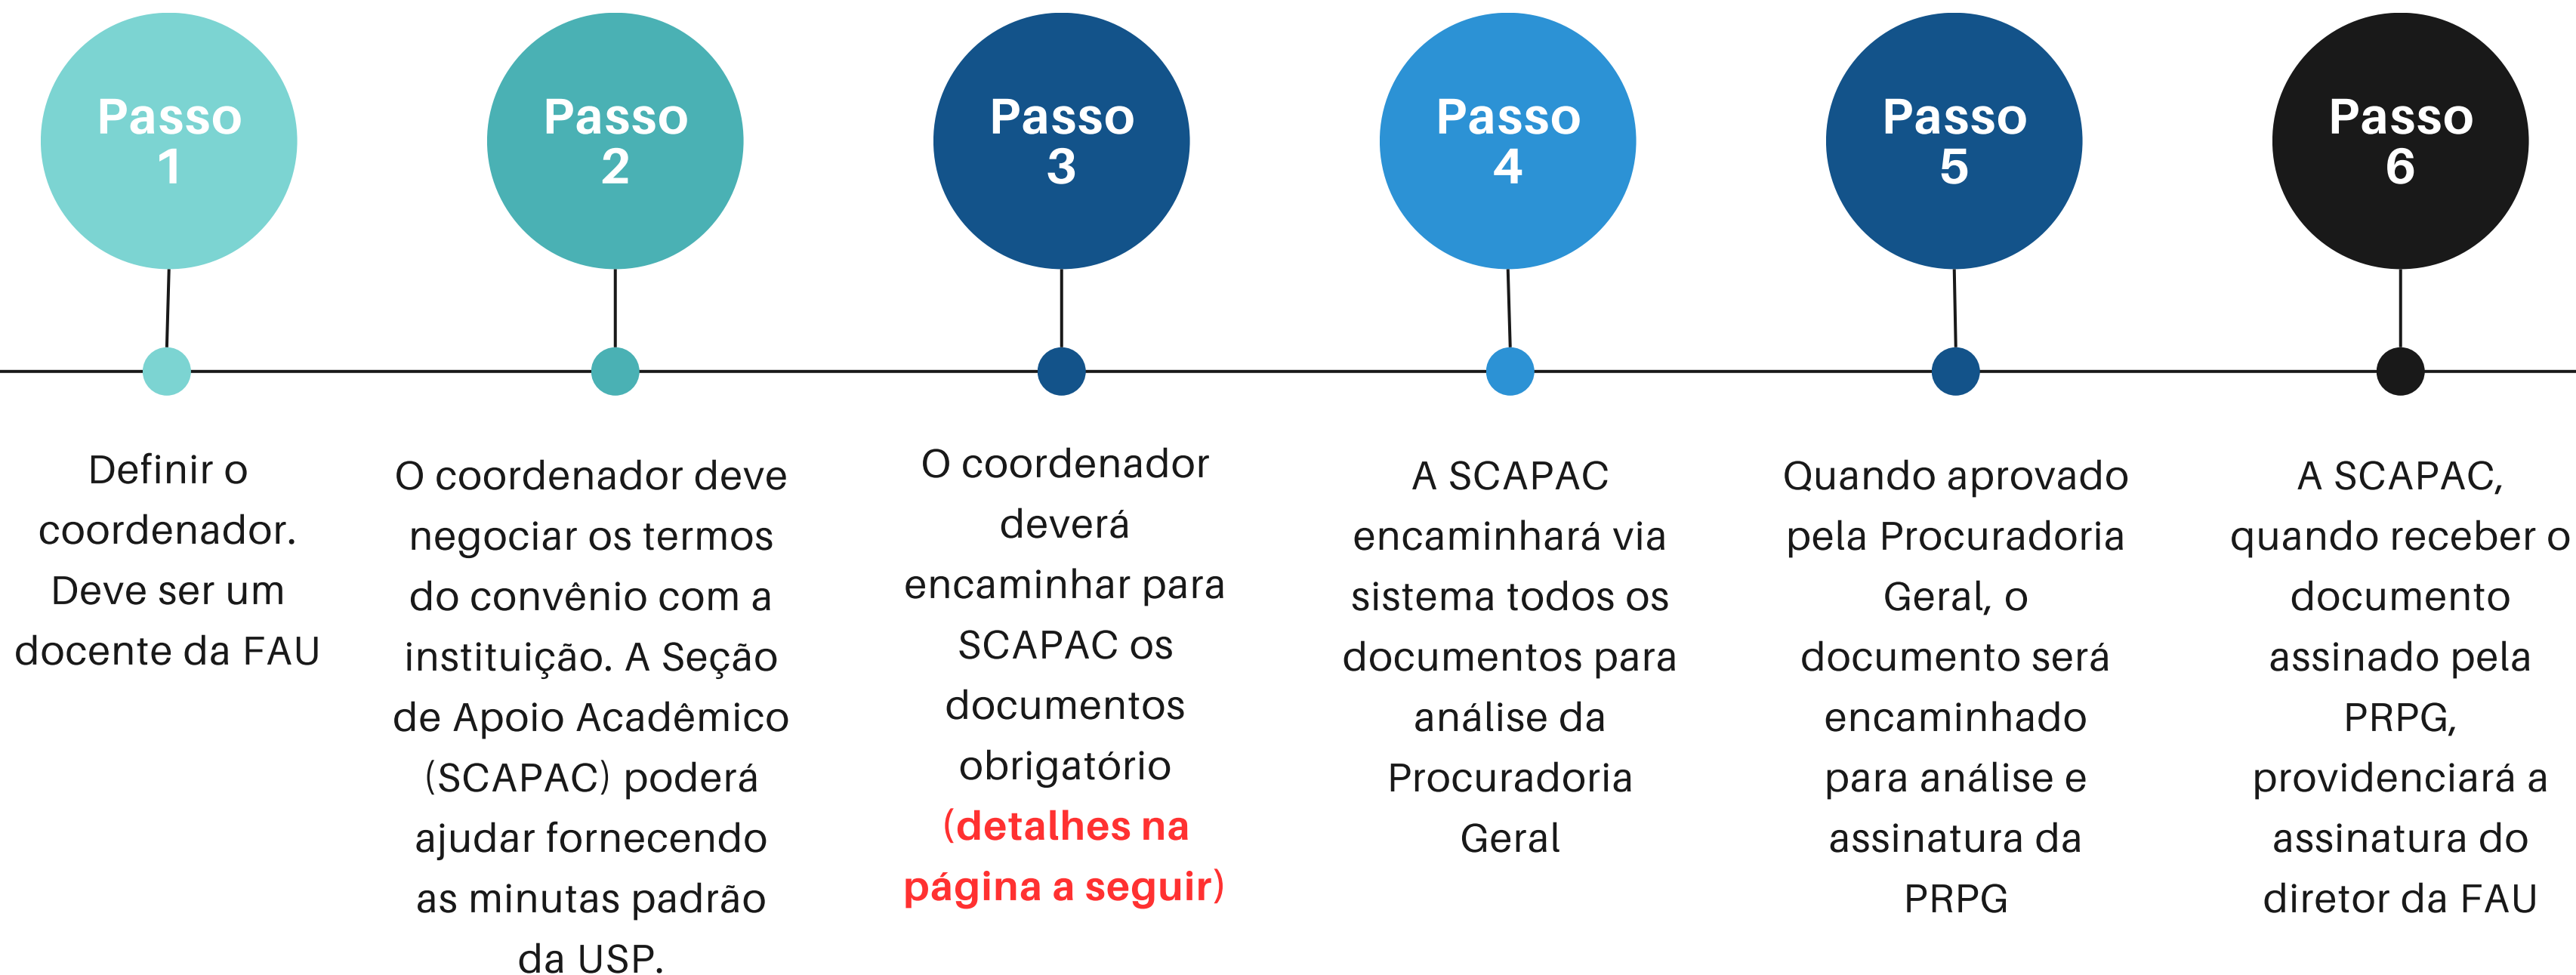 Passo
1
Definir o
coordenador.
Deve ser um
docente da FAU
Passo
2
O coordenador deve
negociar os termos
do convênio com a
instituição. A Seção
de Apoio Acadêmico
(SCAPAC) poderá
ajudar fornecendo
as minutas padrão
da USP.
Passo
3
O coordenador
deverá
encaminhar para
SCAPAC os
documentos
obrigatório
(detalhes na
página a seguir)
Passo
4
A SCAPAC
encaminhará via
sistema todos os
documentos para
análise da
Procuradoria
Geral
Passo
5
Quando aprovado
pela Procuradoria
Geral, o
documento será
encaminhado
para análise e
assinatura da
PRPG
Passo
6
A SCAPAC,
quando receber o
documento
assinado pela
PRPG,
providenciará a
assinatura do
diretor da FAU